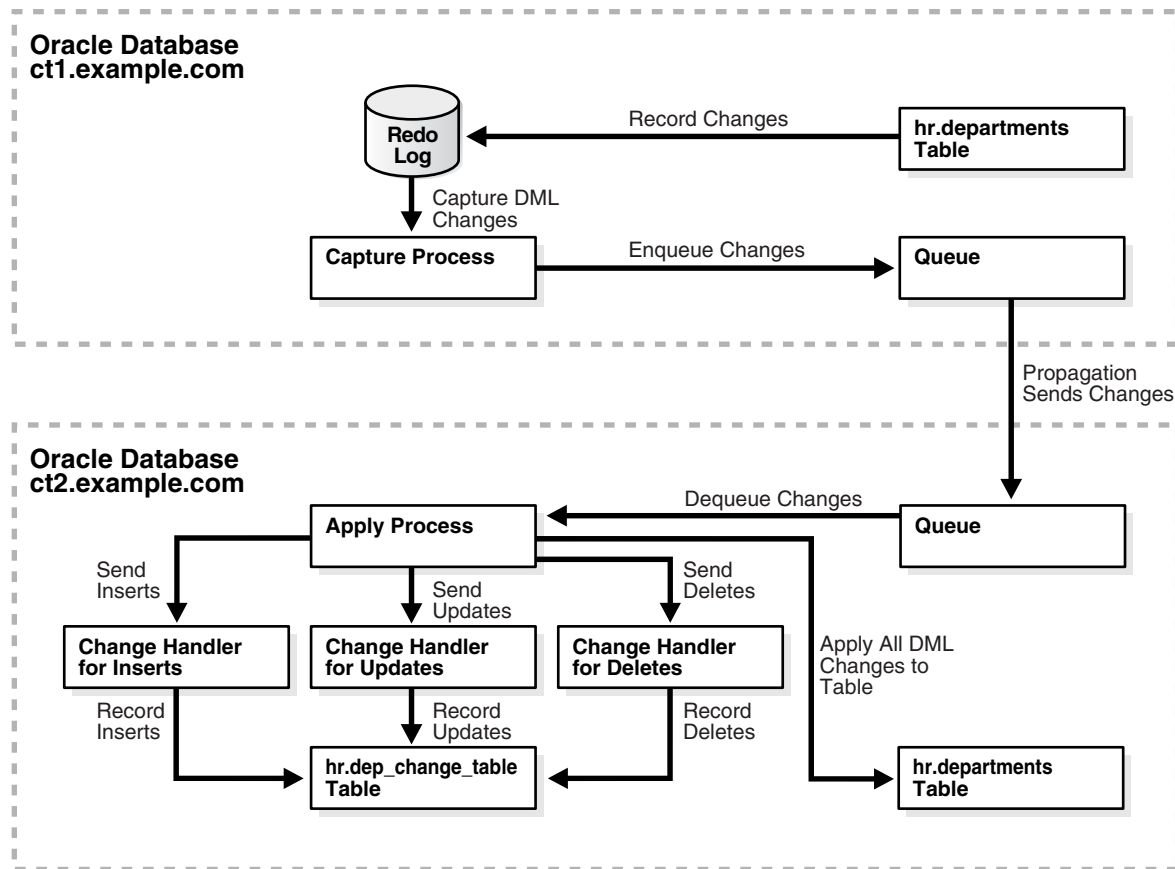 Oracle Database
ct1.example.com
Record Changes
Redo
Log
hr.departments
Table
Capture DML
Changes
Capture Process
Enqueue Changes
Queue
Propagation
Sends Changes
Oracle Database
ct2.example.com
Dequeue Changes
Apply Process
Queue
Send
Inserts
Send
Updates
Send
Deletes
Change Handler
for Inserts
Change Handler
for Updates
Change Handler
for Deletes
Apply All DML
Changes to
Table
Record
Inserts
Record
Updates
Record
Deletes
hr.dep_change_table
Table
hr.departments
Table